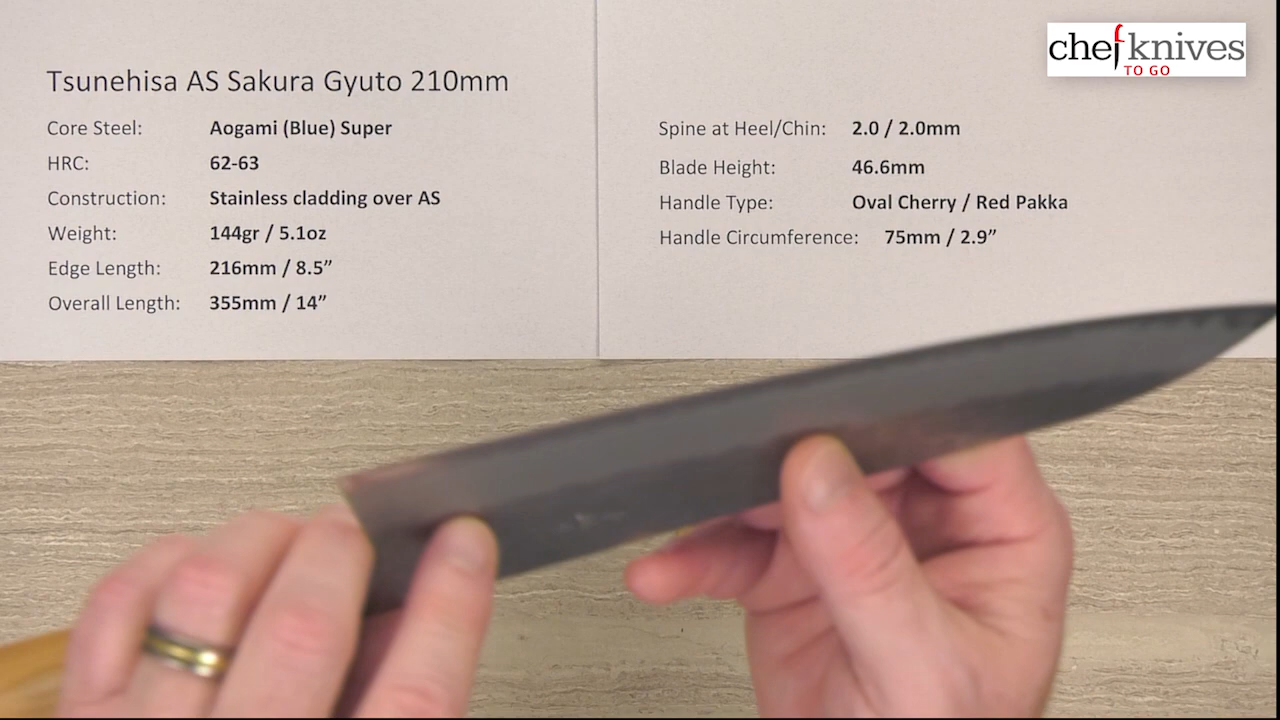 chef knives
TO GO
Tsunehisa AS Sakura Gyuto 210mm
Core Steel: Aogami (Blue) Super
HRC: 62-63
Construction: Stainless cladding over AS
Weight: 144gr / 5.1oz
Edge Length: 216mm / 8.5”
Overall Length: 355mm / 14”
Spine at Heel/Chin: 2.0 / 2.0mm
Blade Height: 46.6mm
Handle Type: Oval Cherry / Red Pakka
Handle Circumference: 75mm / 2.9”